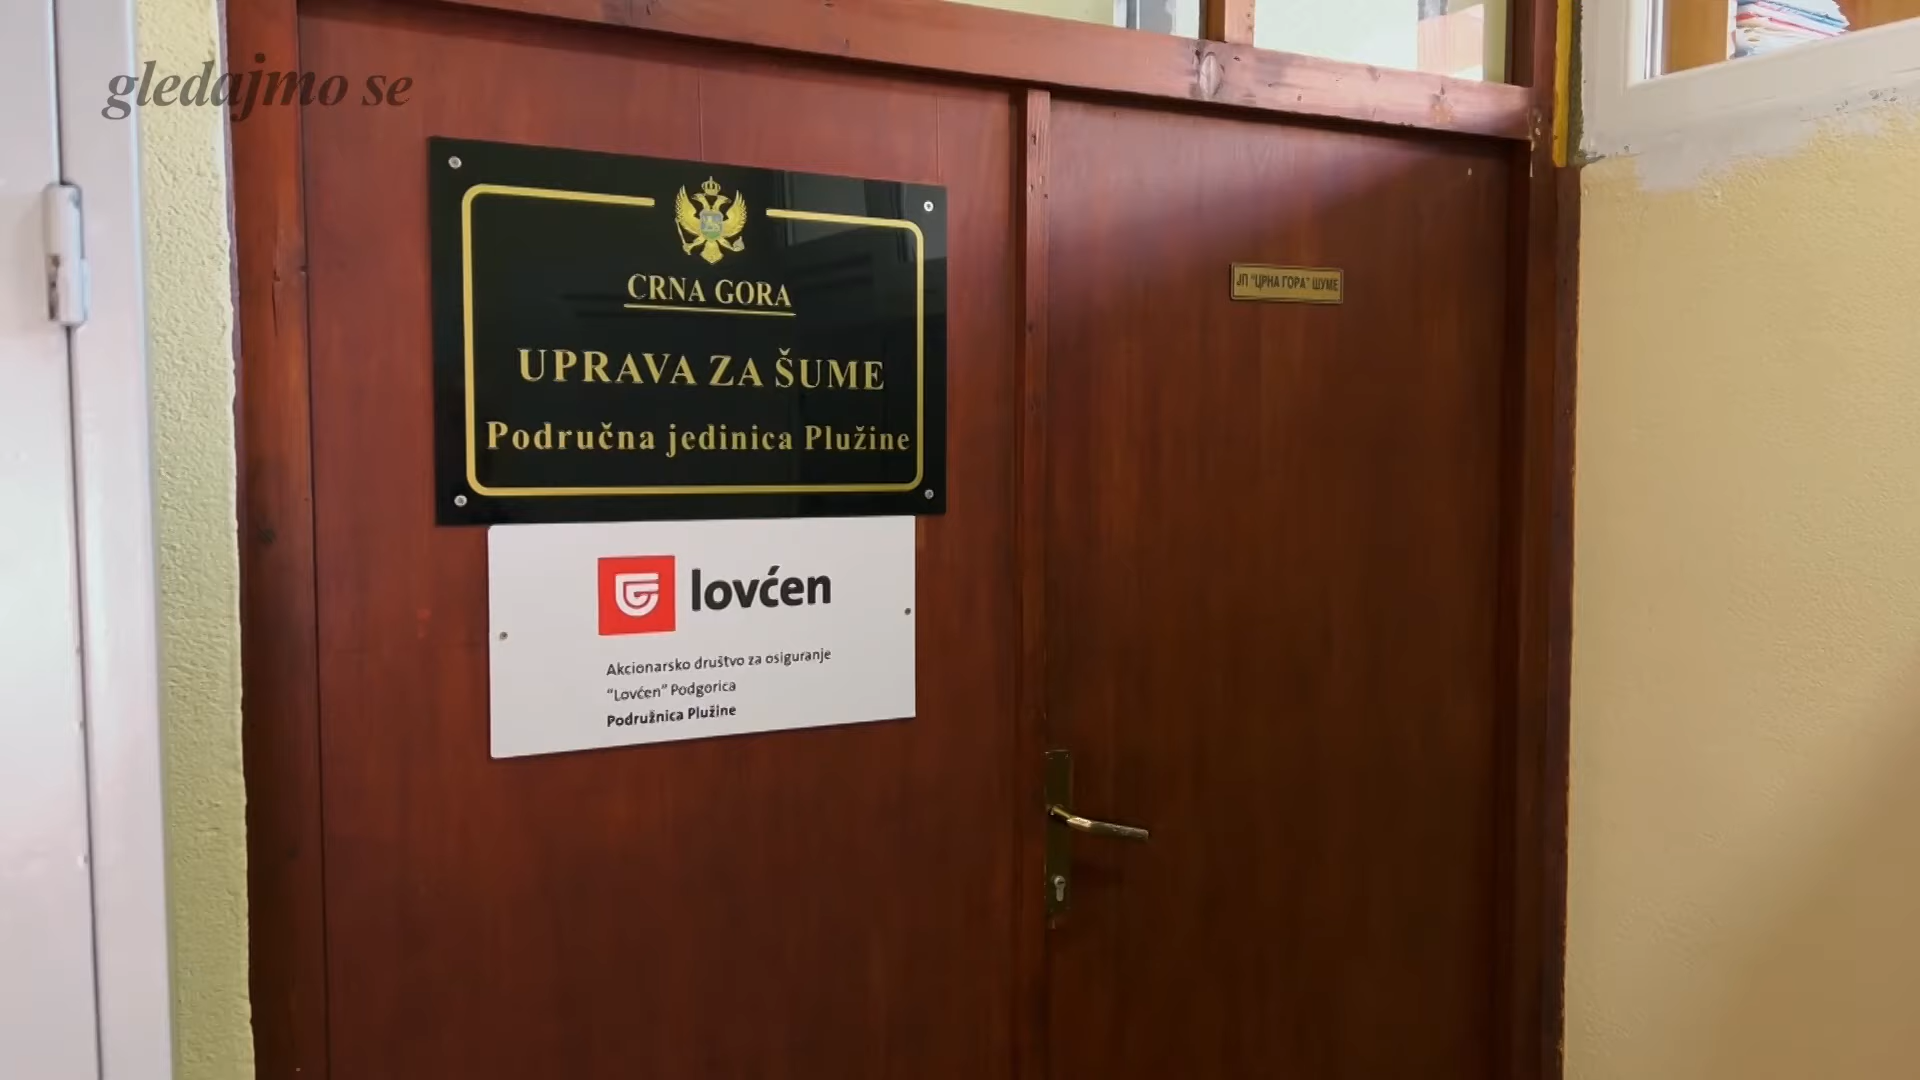 gledajmo se
CRNA GORA
UPRAVA ZA ŠUME
Područna jedinica Plužine
lovćen
Akcionarsko društvo za osiguranje
“Lovćen” Podgorica
Podružnica Plužine
ЈП “ЦРНА ГОРА” ШУМЕ